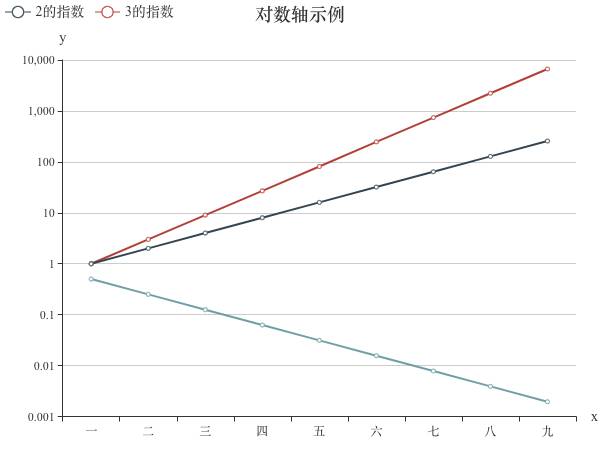 2的指数 3的指数 对数轴示例
y
10,000
1,000
100
10
1
0.1
0.01
0.001
一 二 三 四 五 六 七 八 九 x